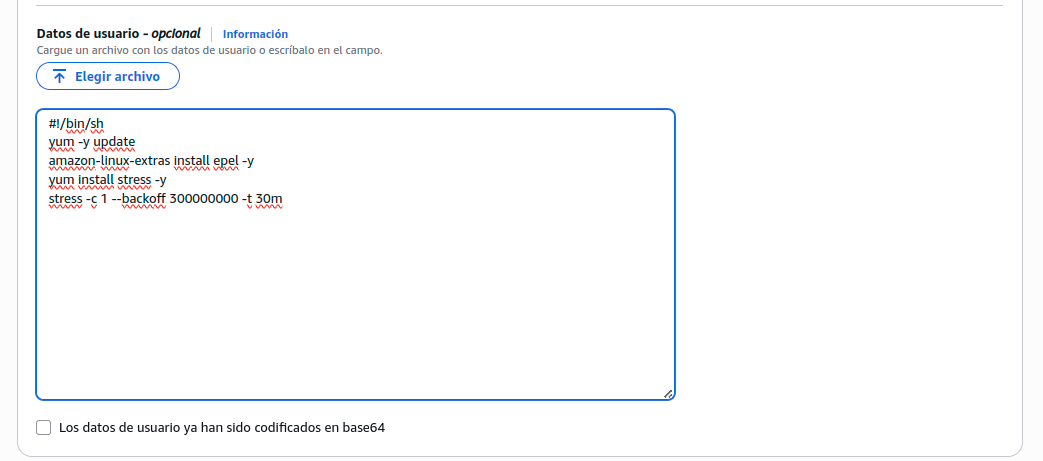 Datos de usuario - opcional Información
Cargue un archivo con los datos de usuario o escríbalo en el campo.
Elegir archivo
#!/bin/sh
yum -y update
amazon-linux-extras install epel -y
yum install stress -y
stress -c 1 --backoff 300000000 -t 30m
Los datos de usuario ya han sido codificados en base64